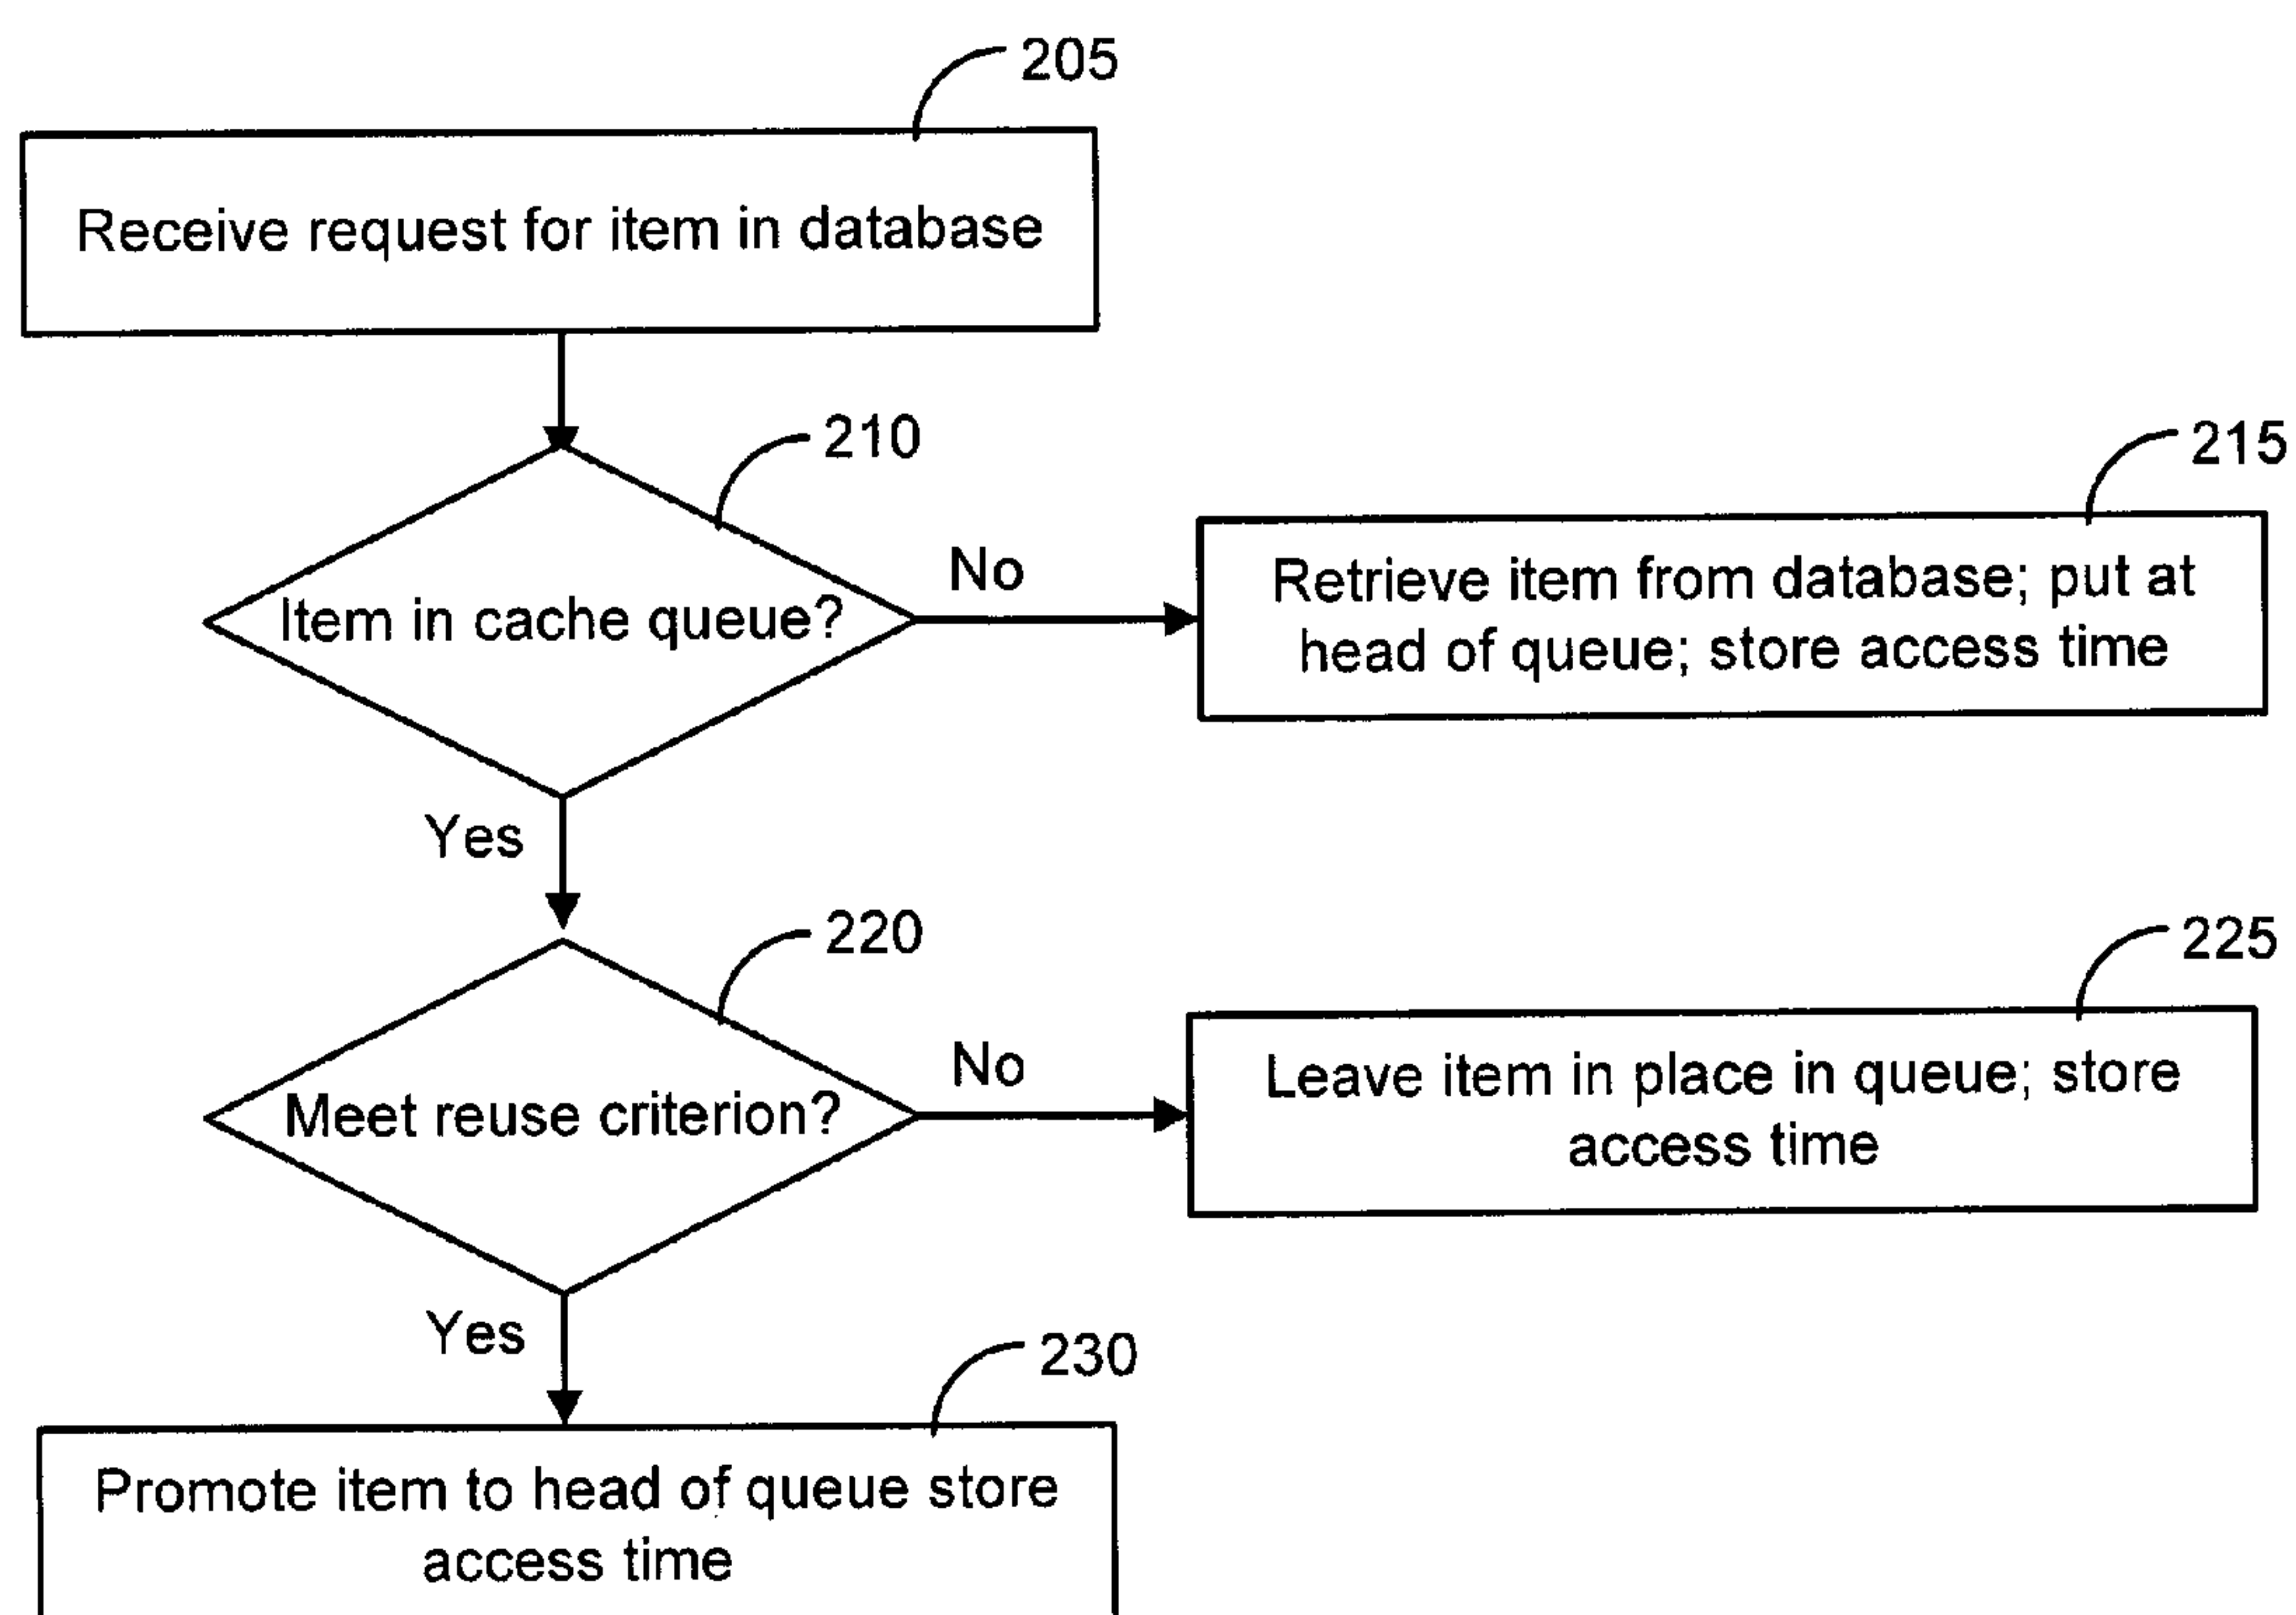 205
Receive request for item in database
210
215
Item in cache queue?
No
Retrieve item from database; put at
head of queue; store access time
Yes
220
225
Meet reuse criterion?
No
Leave item in place in queue; store
access time
Yes
230
Promote item to head of queue store
access time